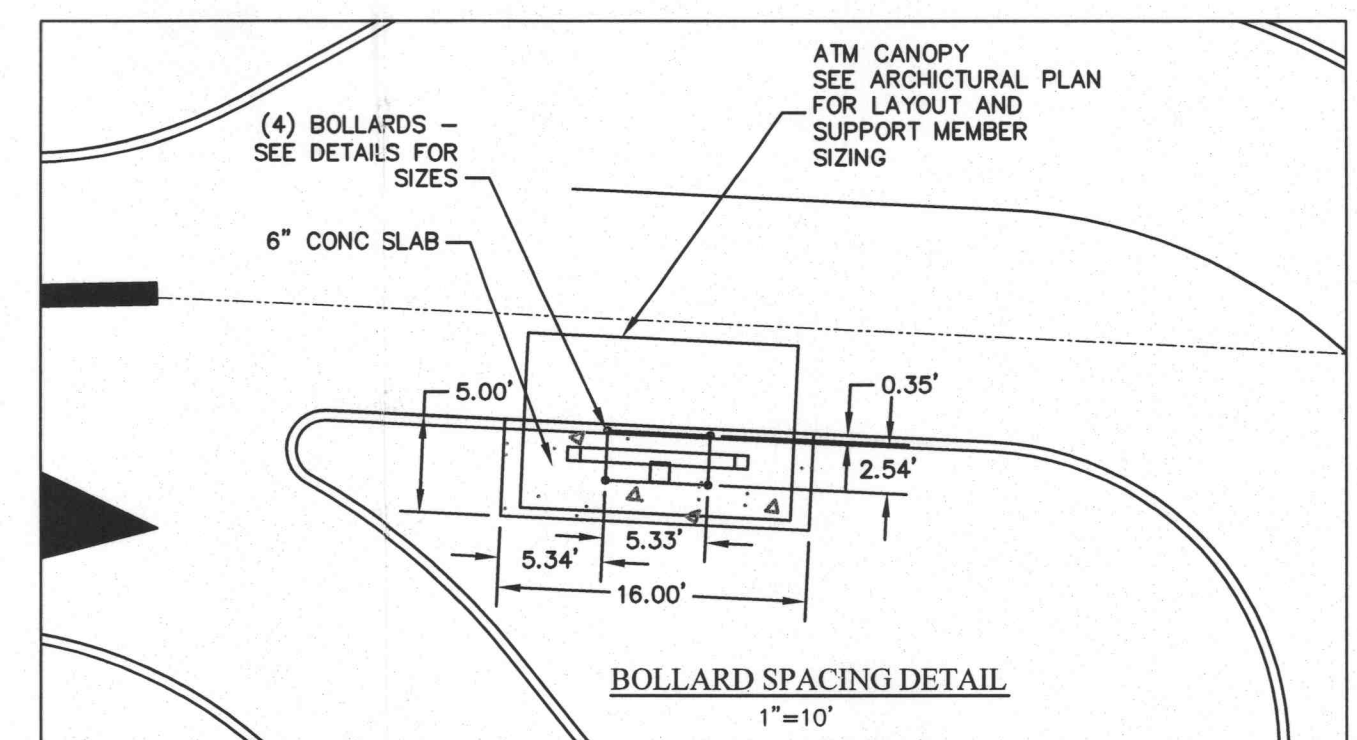 ATM CANOPY
SEE ARCHICTURAL PLAN
FOR LAYOUT AND
SUPPORT MEMBER
SIZING
(4) BOLLARDS –
SEE DETAILS FOR
SIZES
6" CONC SLAB
5.00'
0.35'
2.54'
5.33'
5.34'
16.00'
BOLLARD SPACING DETAIL
1"=10'